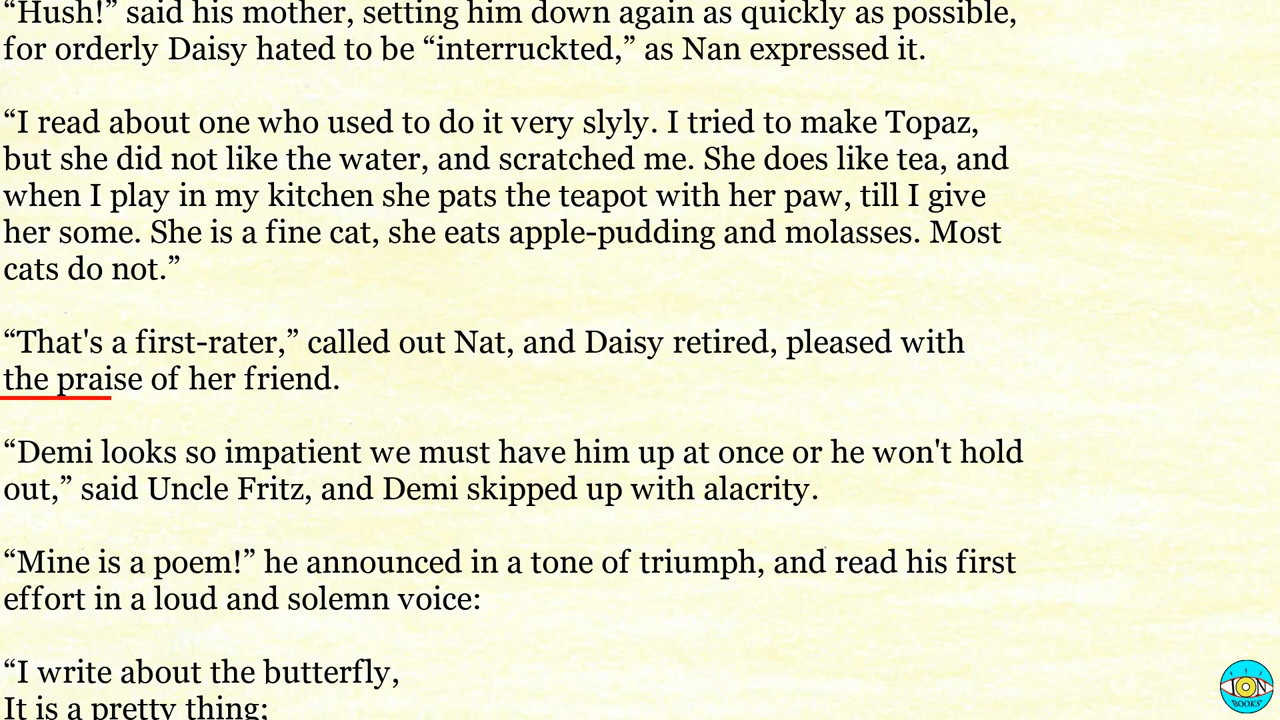 “Hush!” said his mother, setting him down again as quickly as possible,
for orderly Daisy hated to be “interruckted,” as Nan expressed it.
“I read about one who used to do it very slyly. I tried to make Topaz,
but she did not like the water, and scratched me. She does like tea, and
when I play in my kitchen she pats the teapot with her paw, till I give
her some. She is a fine cat, she eats apple-pudding and molasses. Most
cats do not.”
“That's a first-rater,” called out Nat, and Daisy retired, pleased with
the praise of her friend.
“Demi looks so impatient we must have him up at once or he won't hold
out,” said Uncle Fritz, and Demi skipped up with alacrity.
“Mine is a poem!” he announced in a tone of triumph, and read his first
effort in a loud and solemn voice:
“I write about the butterfly,
It is a pretty thing;
ION
BOOKS